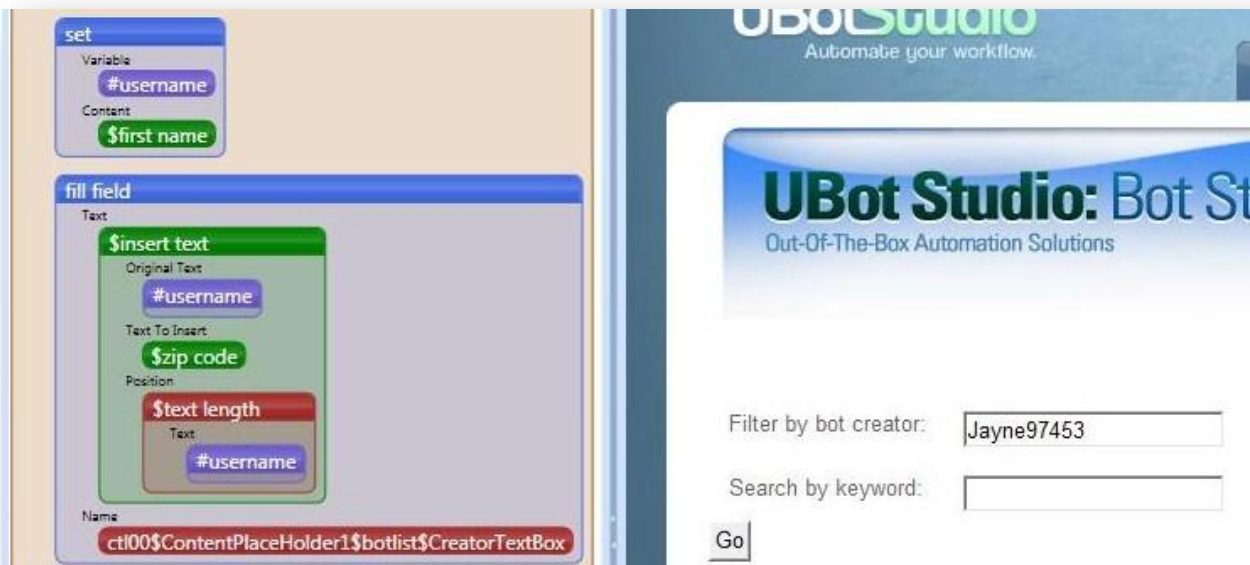 set
Variable
#username
Content
$first name
fill field
Text
$insert text
Original Text
#username
Text To Insert
$zip code
Position
$text length
Text
#username
Name
ctl00$ContentPlaceHolder1$botlist$CreatorTextBox
UBotStudio
Automate your workflow.
UBot Studio: Bot St
Out-Of-The-Box Automation Solutions
Filter by bot creator: Jayne97453
Search by keyword:
Go